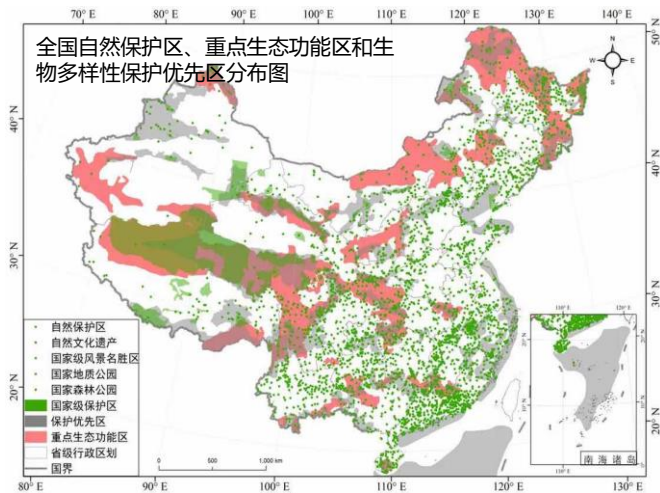 70° E 80° E 90° E 100° E 110° E 120° E 130° E
全国自然保护区、重点生态功能区和生
物多样性保护优先区分布图
N
W E
S
50° N
40° N
40° N
30° N
30° N
20° N
20° N
自然保护区
自然文化遗产
国家级风景名胜区
国家地质公园
国家森林公园
国家级保护区
保护优先区
重点生态功能区
省级行政区划
国界
0 500 1,000 km
110° E 120° E
南海诸岛
110° E
80° E 90° E 100° E 110° E 120° E 130° E